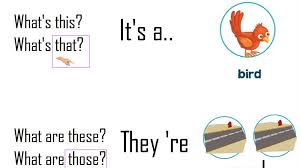 What's this?
What's that?
It's a..
bird
What are these?
What are those?
They 're